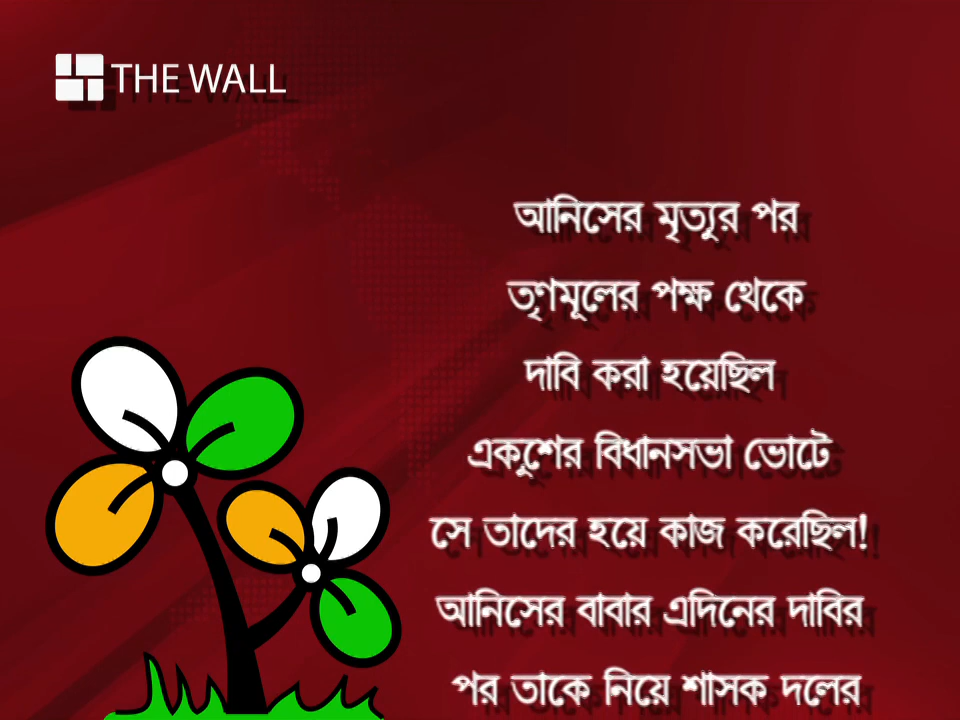 THE WALL
আনিসের মৃত্যুর পর
তৃণমূলের পক্ষ থেকে
দাবি করা হয়েছিল
একুশের বিধানসভা ভোটে
সে তাদের হয়ে কাজ করেছিল!
আনিসের বাবার এদিনের দাবির
পর তাকে নিয়ে শাসক দলের